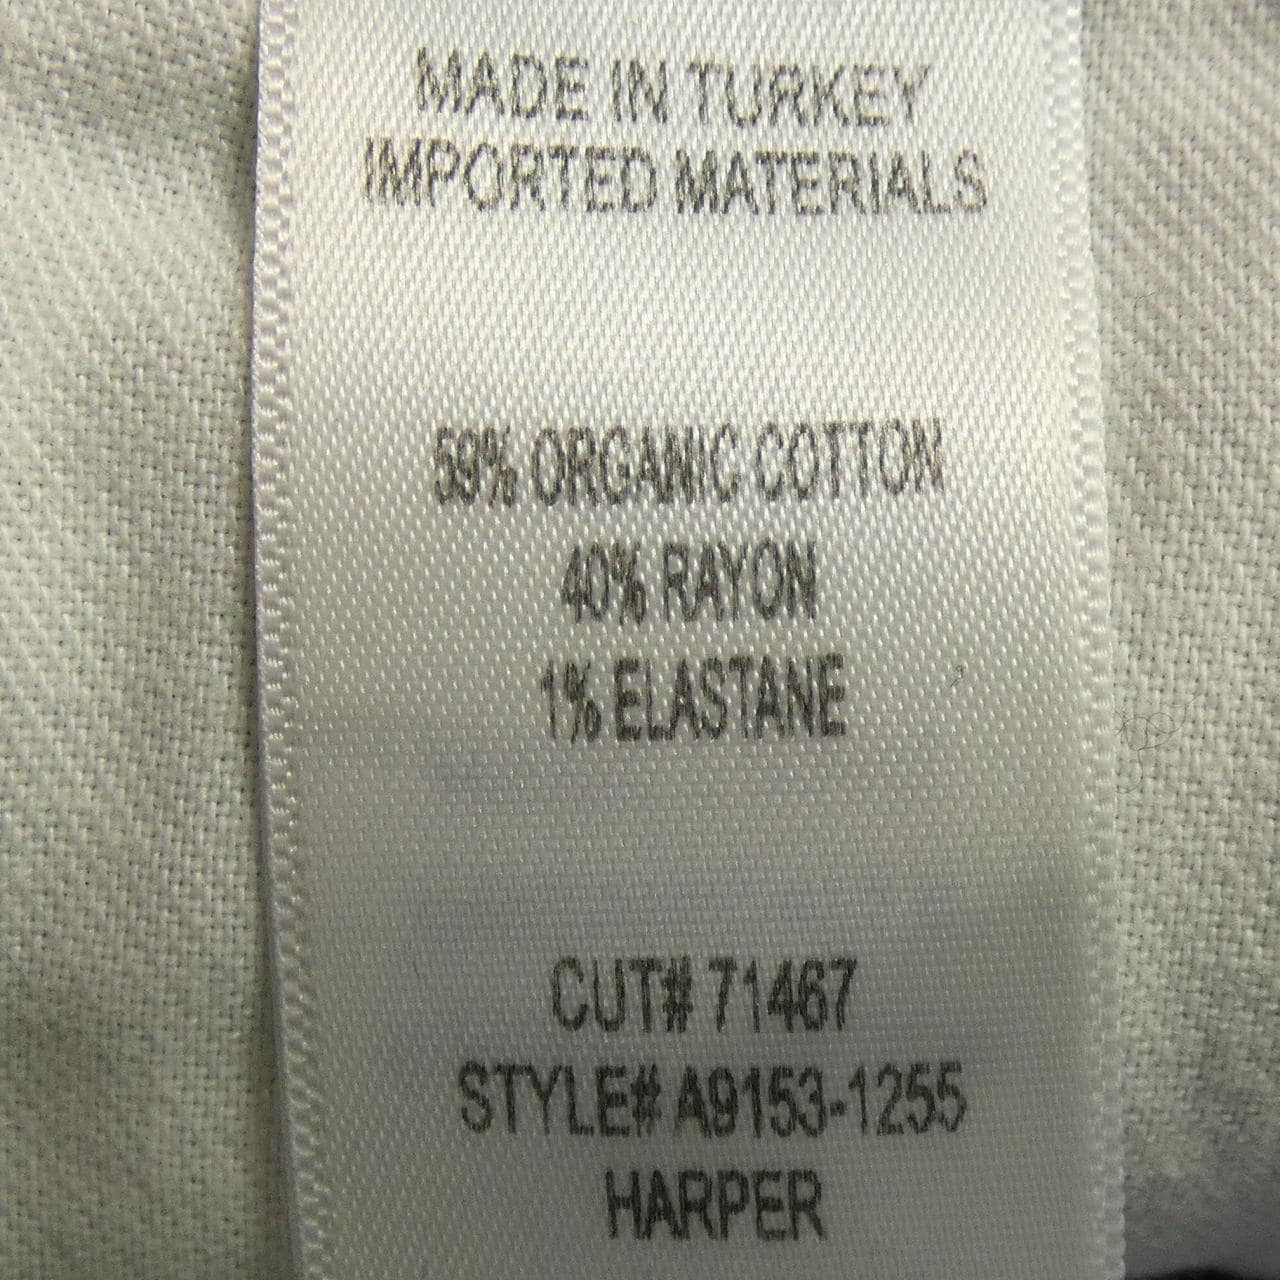 MADE IN TURKEY
IMPORTED MATERIALS
59% ORGANIC COTTON
40% RAYON
1% ELASTANE
CUT# 71467
STYLE# A9153-1255
HARPER